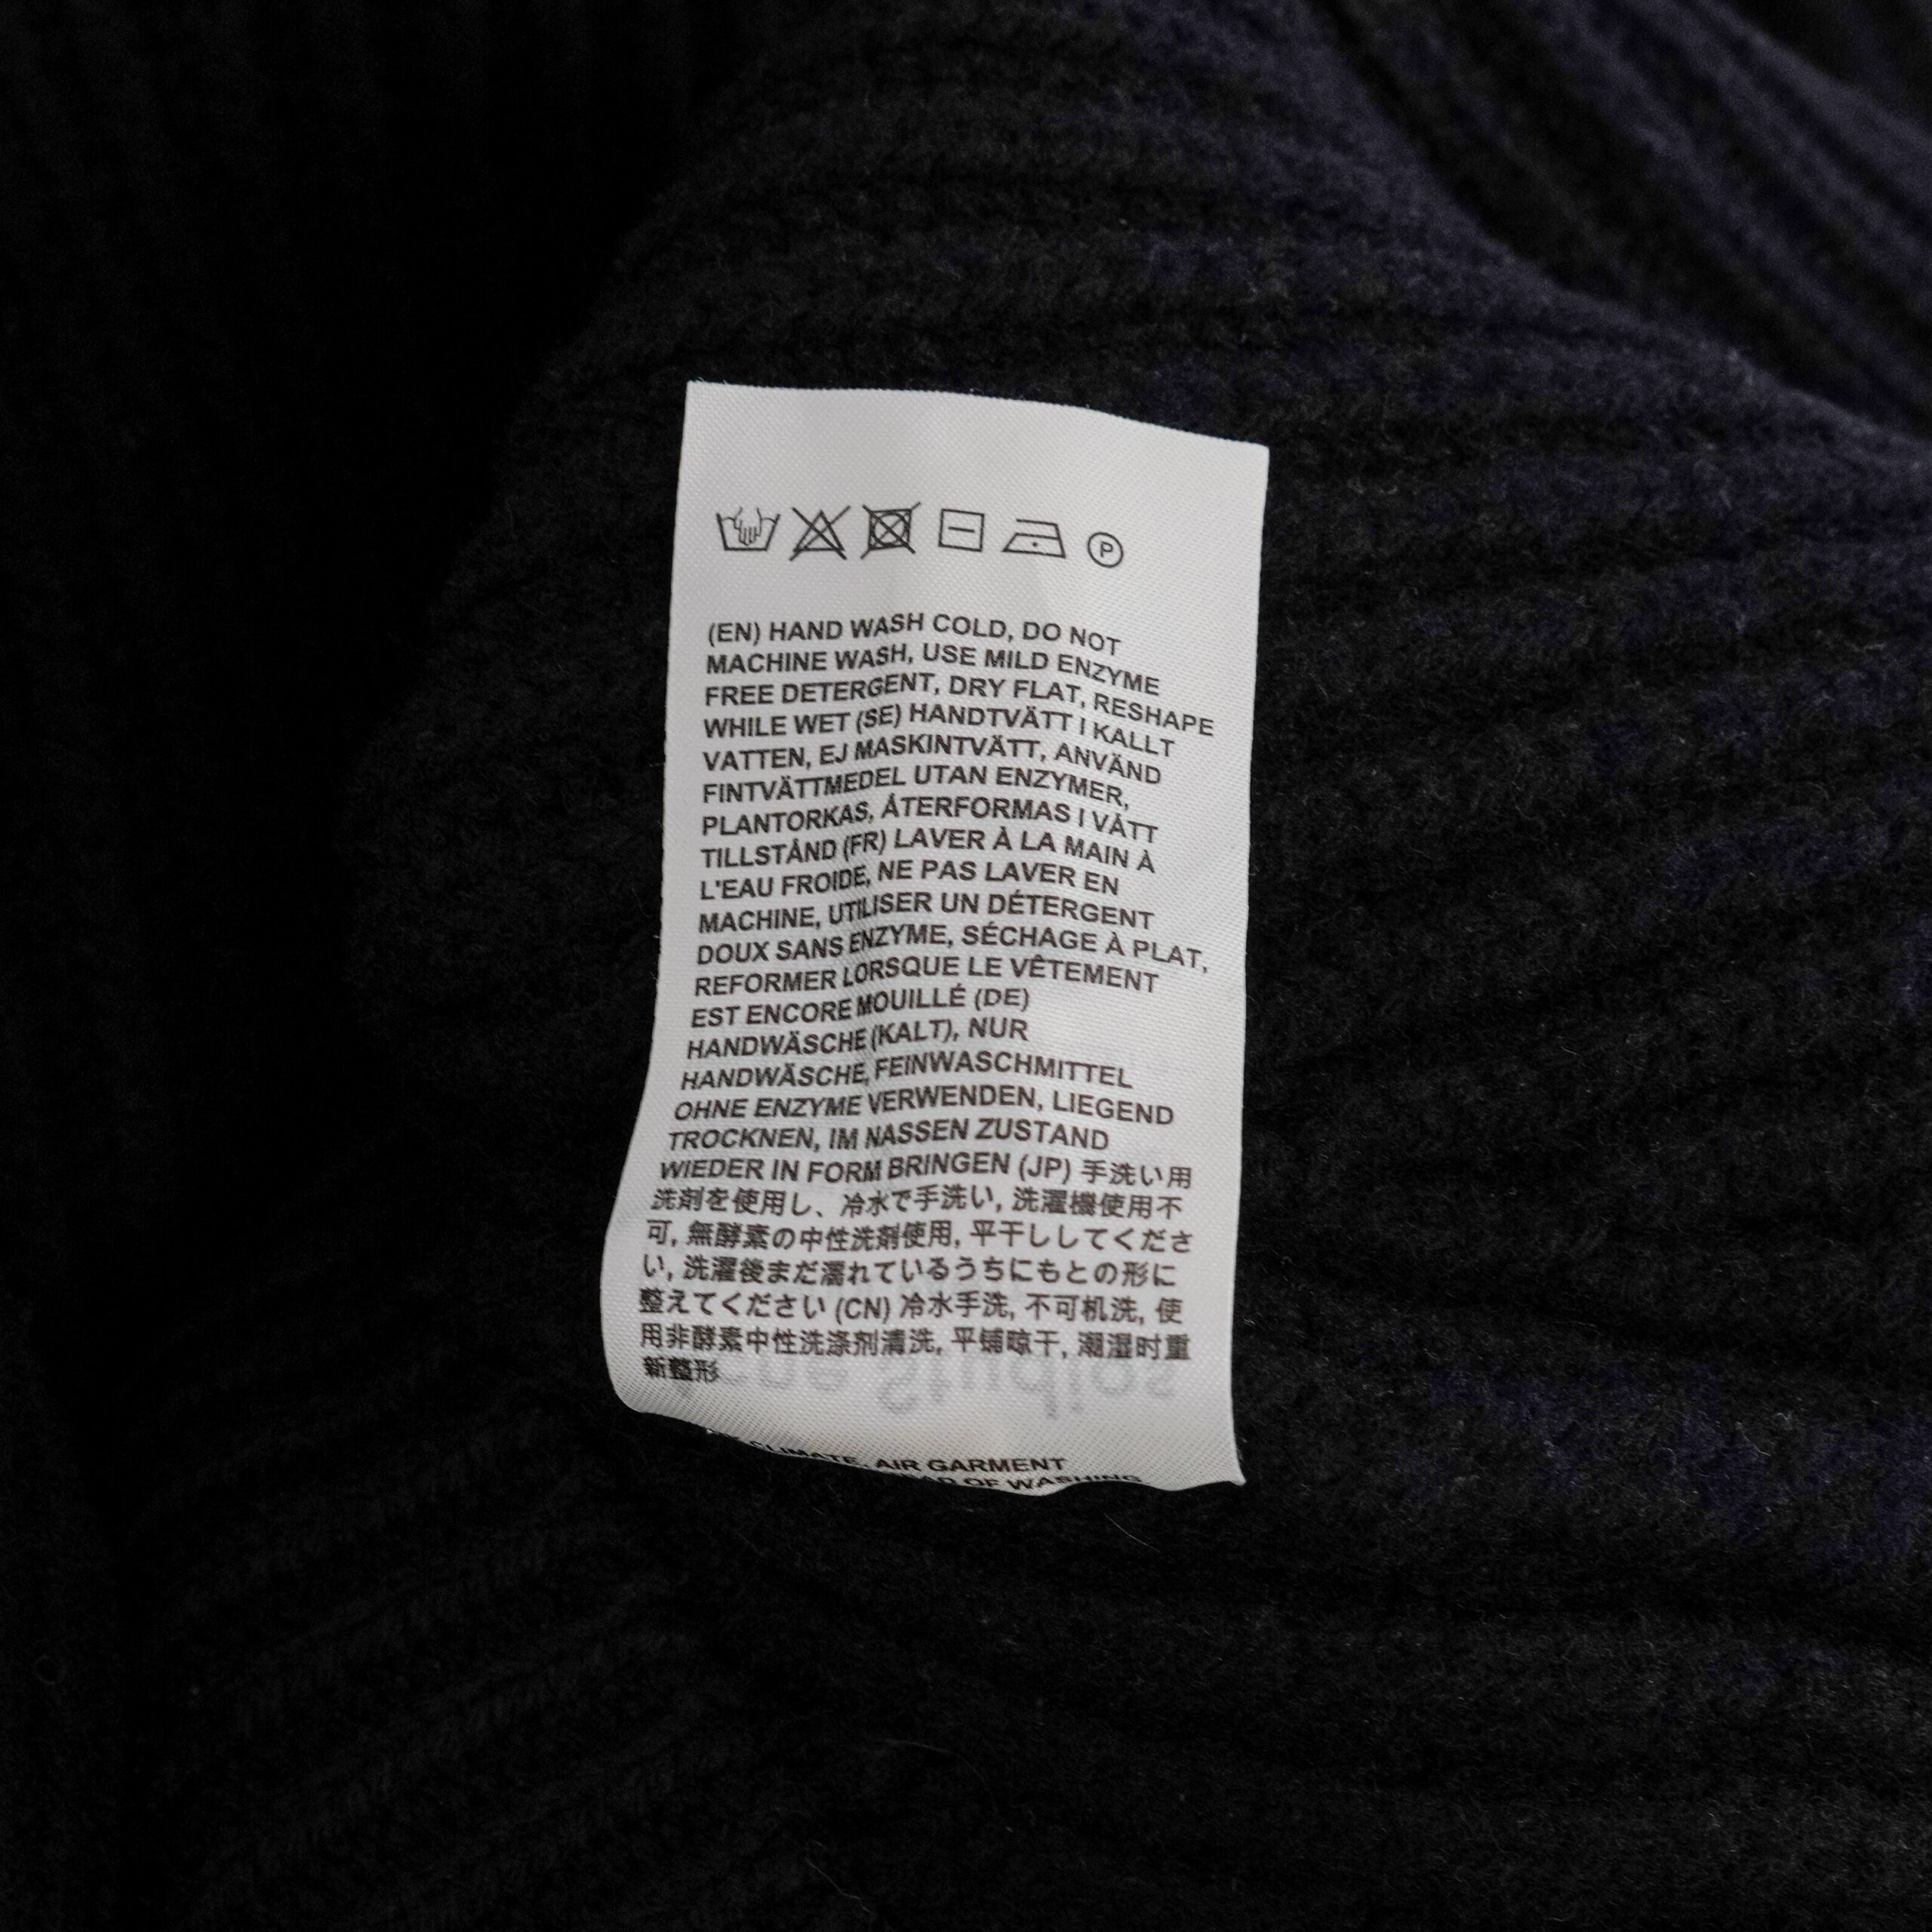 P
(EN) HAND WASH COLD, DO NOT
MACHINE WASH, USE MILD ENZYME
FREE DETERGENT, DRY FLAT, RESHAPE
WHILE WET (SE) HANDTVÄTT I KALLT
VATTEN, EJ MASKINTVÄTT, ANVÄND
FINTVÄTTMEDEL UTAN ENZYMER,
PLANTORKAS, ÅTERFORMAS I VÅTT
TILLSTÅND (FR) LAVER À LA MAIN À
L'EAU FROIDE, NE PAS LAVER EN
MACHINE, UTILISER UN DÉTERGENT
DOUX SANS ENZYME, SÉCHAGE À PLAT,
REFORMER LORSQUE LE VÊTEMENT
EST ENCORE MOUILLÉ (DE)
HANDWÄSCHE (KALT), NUR
HANDWÄSCHE, FEINWASCHMITTEL
OHNE ENZYME VERWENDEN, LIEGEND
TROCKNEN, IM NASSEN ZUSTAND
WIEDER IN FORM BRINGEN (JP) 手洗い用
洗剤を使用し、冷水で手洗い, 洗濯機使用不
可, 無酵素の中性洗剤使用, 平干ししてくださ
い, 洗濯後まだ濡れているうちにもとの形に
整えてください (CN) 冷水手洗, 不可机洗, 使
用非酵素中性洗涤剂清洗, 平铺晾干, 潮湿时重
新整形
CLIMATE, AIR GARMENT
OF WASHING